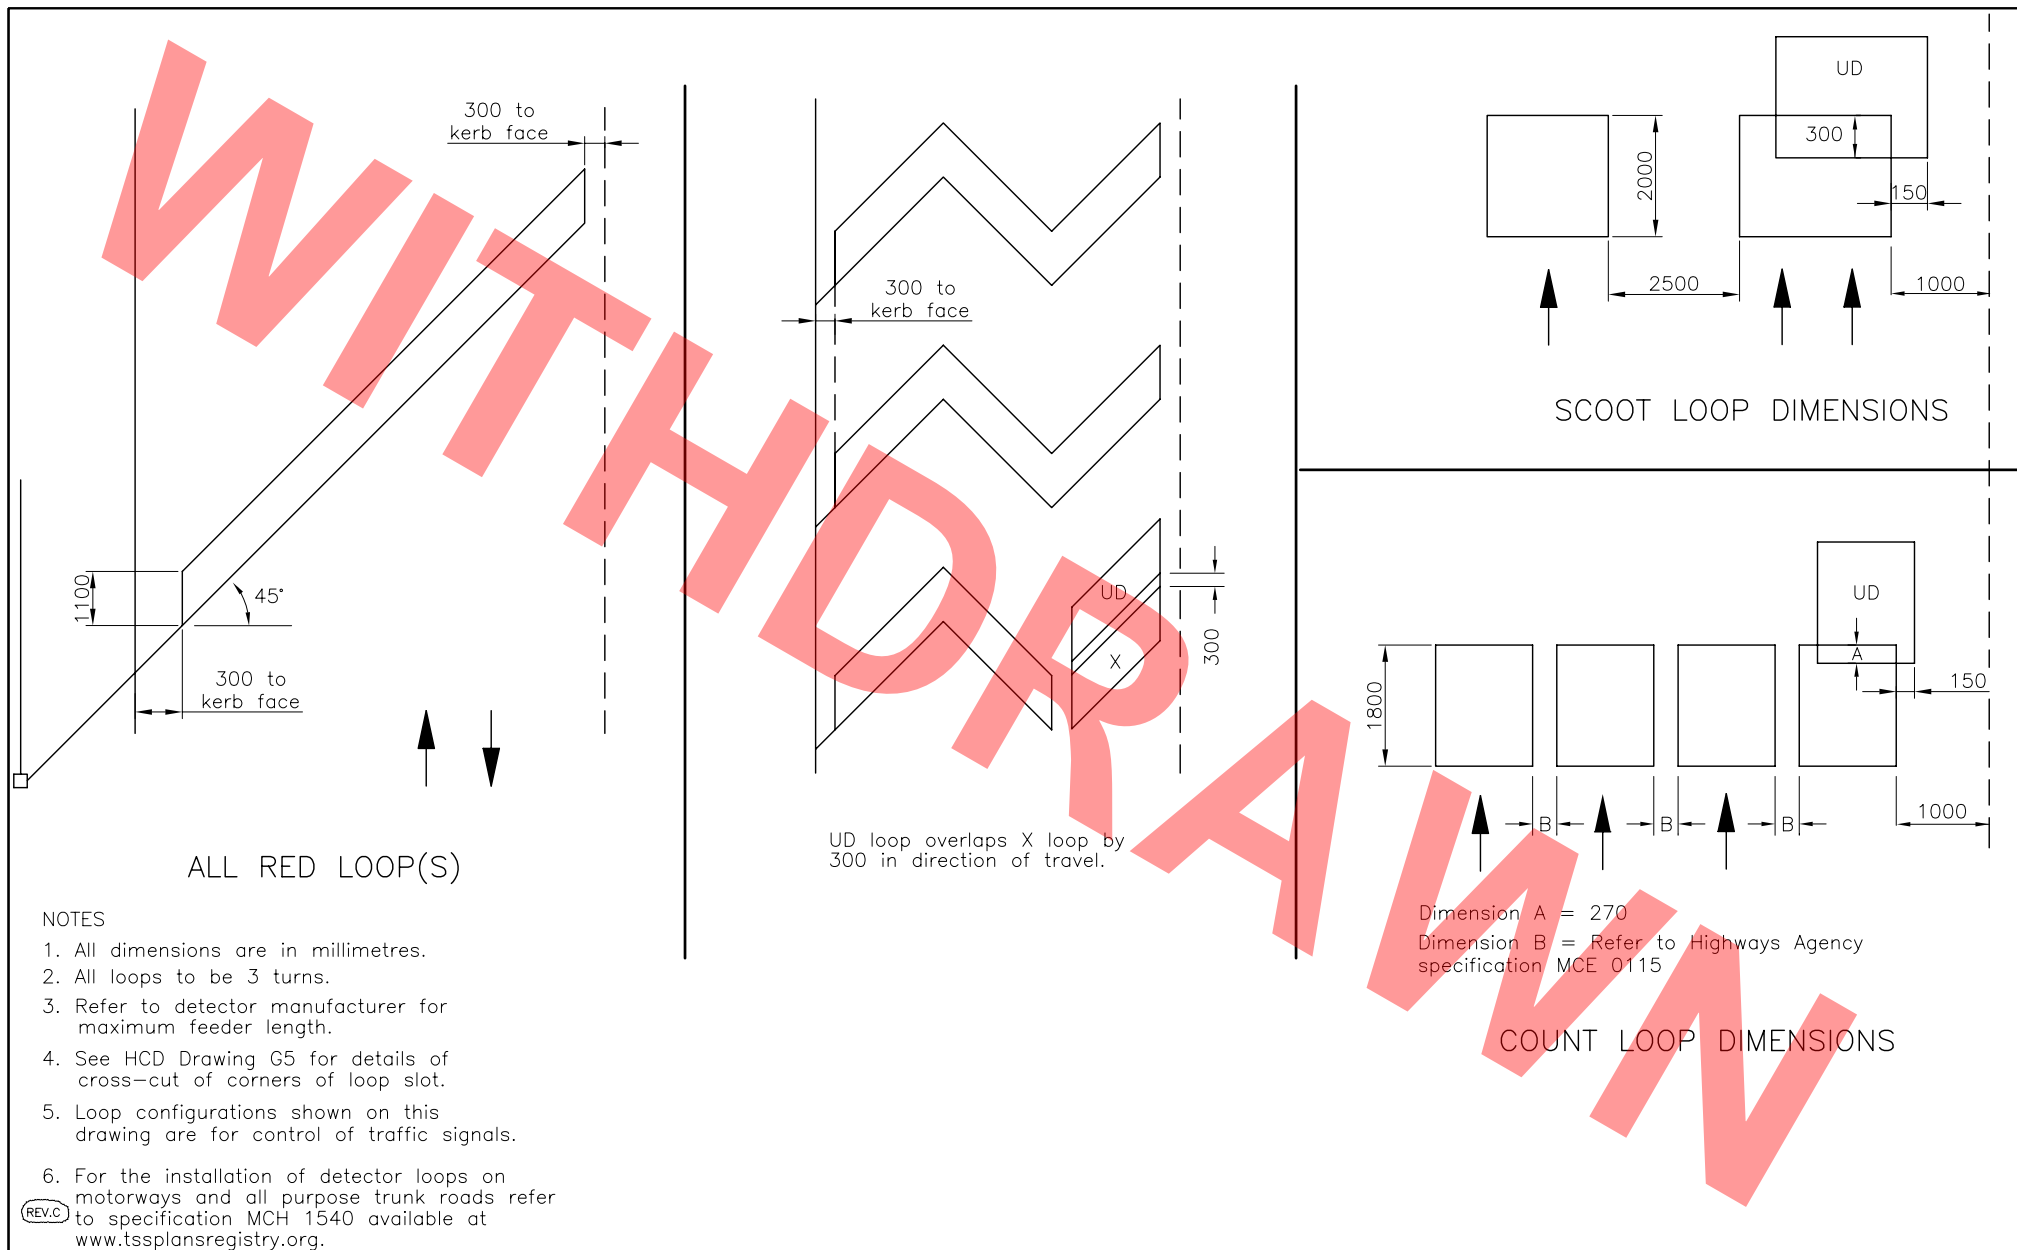 300 to
kerb face
1100
45°
300 to
kerb face
ALL RED LOOP(S)
NOTES
1. All dimensions are in millimetres.
2. All loops to be 3 turns.
3. Refer to detector manufacturer for
maximum feeder length.
4. See HCD Drawing G5 for details of
cross-cut of corners of loop slot.
5. Loop configurations shown on this
drawing are for control of traffic signals.
6. For the installation of detector loops on
motorways and all purpose trunk roads refer
to specification MCH 1540 available at
www.tssplansregistry.org.
REV.C
300 to
kerb face
UD
X
300
UD loop overlaps X loop by
300 in direction of travel.
UD
300
2000
150
2500
1000
SCOOT LOOP DIMENSIONS
UD
A
150
1800
B
B
B
1000
Dimension A = 270
Dimension B = Refer to Highways Agency
specification MCE 0115
COUNT LOOP DIMENSIONS
WITHDRAWN